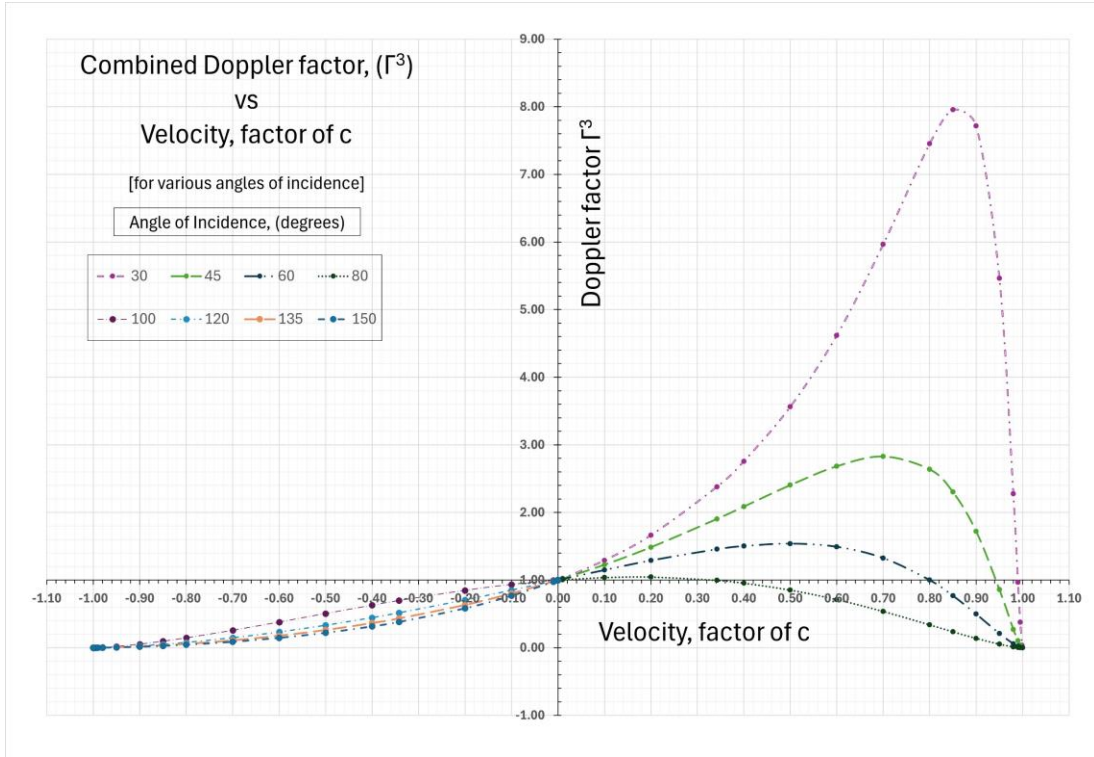 Combined Doppler factor, (Γ³)
vs
Velocity, factor of c
[for various angles of incidence]
Angle of Incidence, (degrees)
30 45 60 80
100 120 135 150
Doppler factor Γ³
9.00
8.00
7.00
6.00
5.00
4.00
3.00
2.00
1.00
0.00
-1.00
-1.10 -1.00 -0.90 -0.80 -0.70 -0.60 -0.50 -0.40 -0.30 -0.20 -0.10 0.00 0.10 0.20 0.30 0.40 0.50 0.60 0.70 0.80 0.90 1.00 1.10
Velocity, factor of c